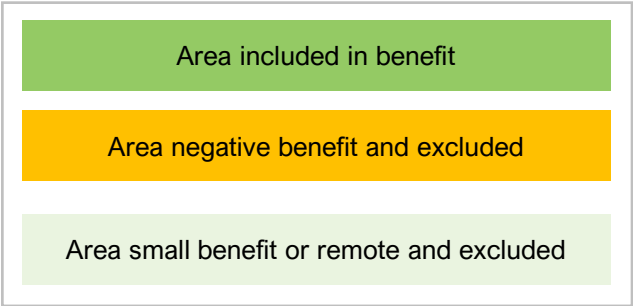 Area included in benefit
Area negative benefit and excluded
Area small benefit or remote and excluded